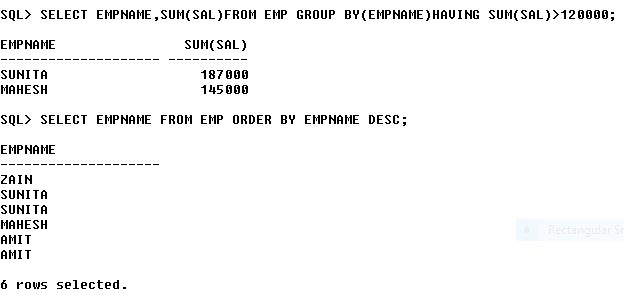 SQL> SELECT EMPNAME,SUM(SAL)FROM EMP GROUP BY(EMPNAME)HAVING SUM(SAL)>120000;
EMPNAME SUM(SAL)
-------------------- ----------
SUNITA 187000
MAHESH 145000
SQL> SELECT EMPNAME FROM EMP ORDER BY EMPNAME DESC;
EMPNAME
--------------------
ZAIN
SUNITA
SUNITA
MAHESH
AMIT
AMIT
Rectangular
6 rows selected.